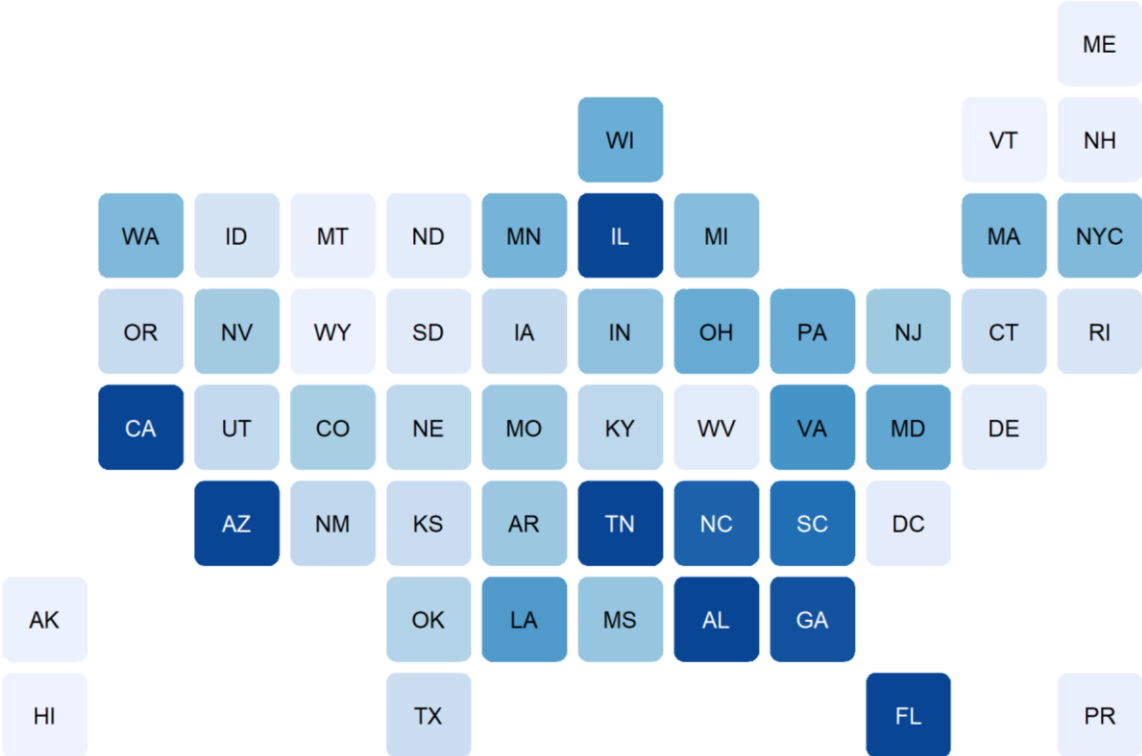 ME
WI VT NH
WA ID MT ND MN IL MI MA NYC
OR NV WY SD IA IN OH PA NJ CT RI
CA UT CO NE MO KY WV VA MD DE
AZ NM KS AR TN NC SC DC
AK OK LA MS AL GA
HI TX FL PR